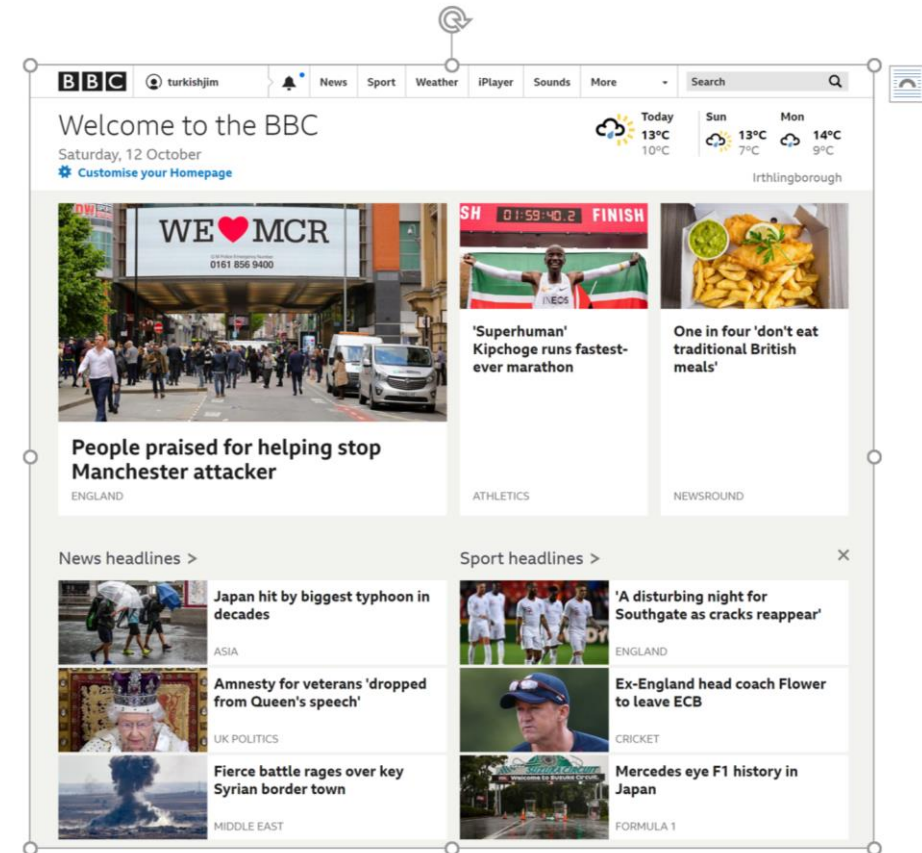 BBC turkishjim News Sport Weather iPlayer Sounds More Search
Welcome to the BBC
Saturday, 12 October
Customise your Homepage
Today Sun Mon
13°C 13°C 14°C
10°C 7°C 9°C
Irthlingborough
WE MCR
0161 856 9400
People praised for helping stop
Manchester attacker
ENGLAND
SH 01:59:40.2 FINISH
INEOS
'Superhuman'
Kipchoge runs fastest-
ever marathon
ATHLETICS
One in four 'don't eat
traditional British
meals'
NEWSROUND
News headlines >
Japan hit by biggest typhoon in
decades
ASIA
Amnesty for veterans 'dropped
from Queen's speech'
UK POLITICS
Fierce battle rages over key
Syrian border town
MIDDLE EAST
Sport headlines >
'A disturbing night for
Southgate as cracks reappear'
ENGLAND
Ex-England head coach Flower
to leave ECB
CRICKET
SUZUKA CIRCUIT
Welcome to Suzuka Circuit.
Mercedes eye F1 history in
Japan
FORMULA 1